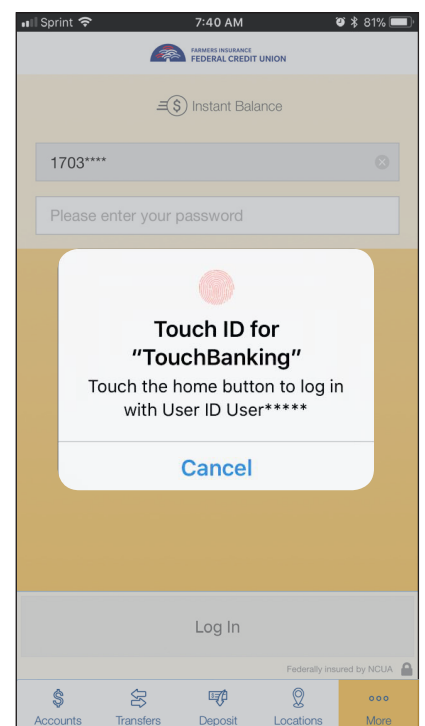 Sprint 7:40 AM 81%
FARMERS INSURANCE
FEDERAL CREDIT UNION
$ Instant Balance
1703****
Please enter your password
Touch ID for
“TouchBanking”
Touch the home button to log in
with User ID User*****
Cancel
Log In
Federally insured by NCUA
Accounts Transfers Deposit Locations More